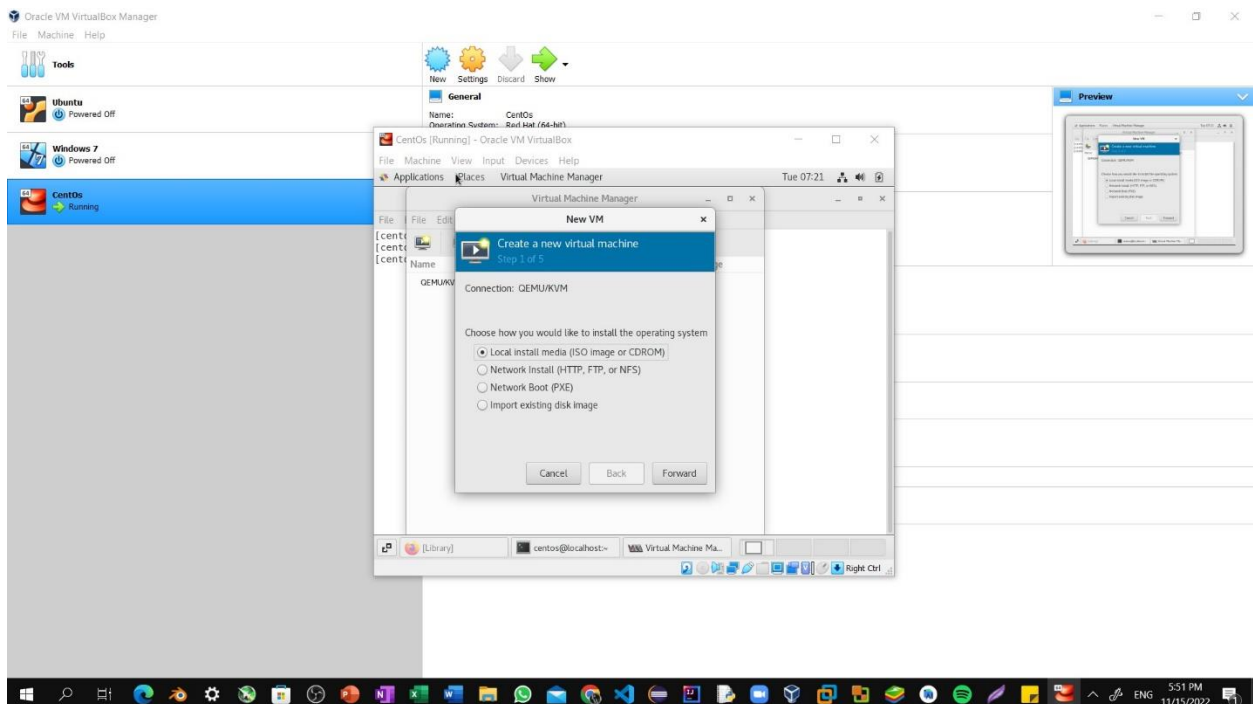 Oracle VM VirtualBox Manager
File Machine Help
Tools
New Settings Discard Show
64 Ubuntu
Powered Off
64 Windows 7
Powered Off
64 CentOs
Running
General
Name: CentOs
Operating System: Red Hat (64-bit)
Preview
CentOs [Running] - Oracle VM VirtualBox
File Machine View Input Devices Help
Applications Places Virtual Machine Manager Tue 07:21
Virtual Machine Manager
File File Edit
[cent
[cent
[cent
Name
QEMU/KV
New VM
Create a new virtual machine
Step 1 of 5
Connection: QEMU/KVM
Choose how you would like to install the operating system
Local install media (ISO image or CDROM)
Network Install (HTTP, FTP, or NFS)
Network Boot (PXE)
Import existing disk image
Cancel Back Forward
[Library] centos@localhost:~ Virtual Machine Ma...
Right Ctrl
ENG 5:51 PM
11/15/2022